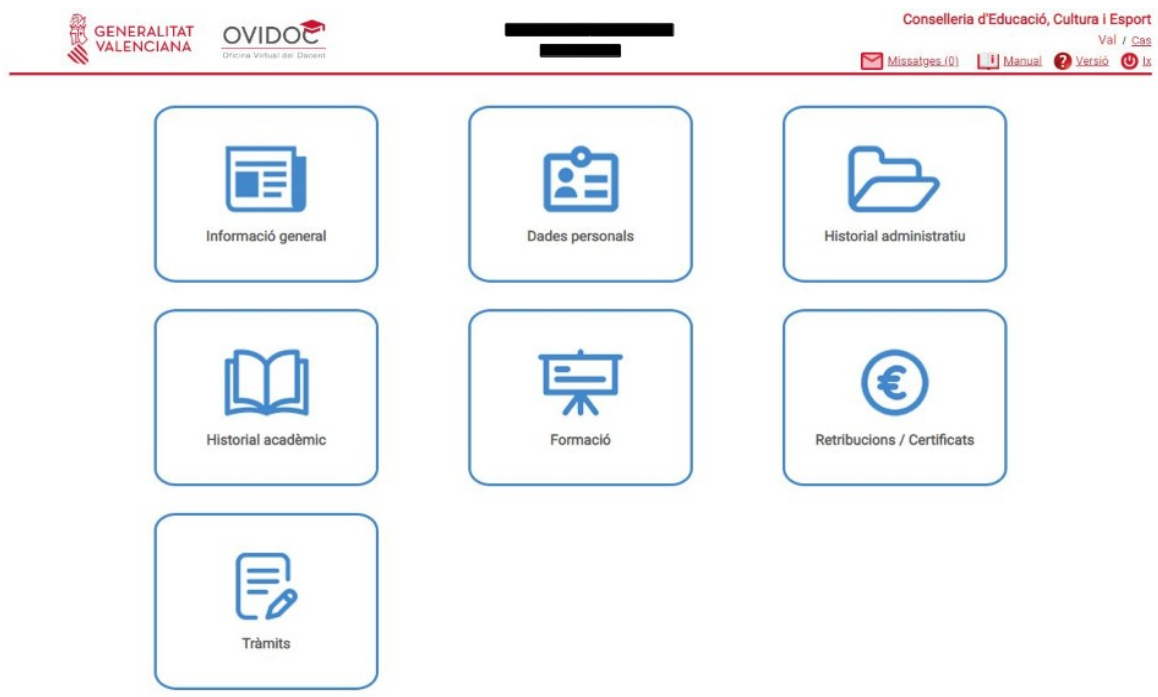 GENERALITAT
VALENCIANA
OVIDOC
Oficina Virtual del Docent
Conselleria d'Educació, Cultura i Esport
Val / Cas
Missatges (0) Manual Versió Ix
Informació general
Dades personals
Historial administratiu
Historial acadèmic
Formació
Retribucions / Certificats
Tràmits